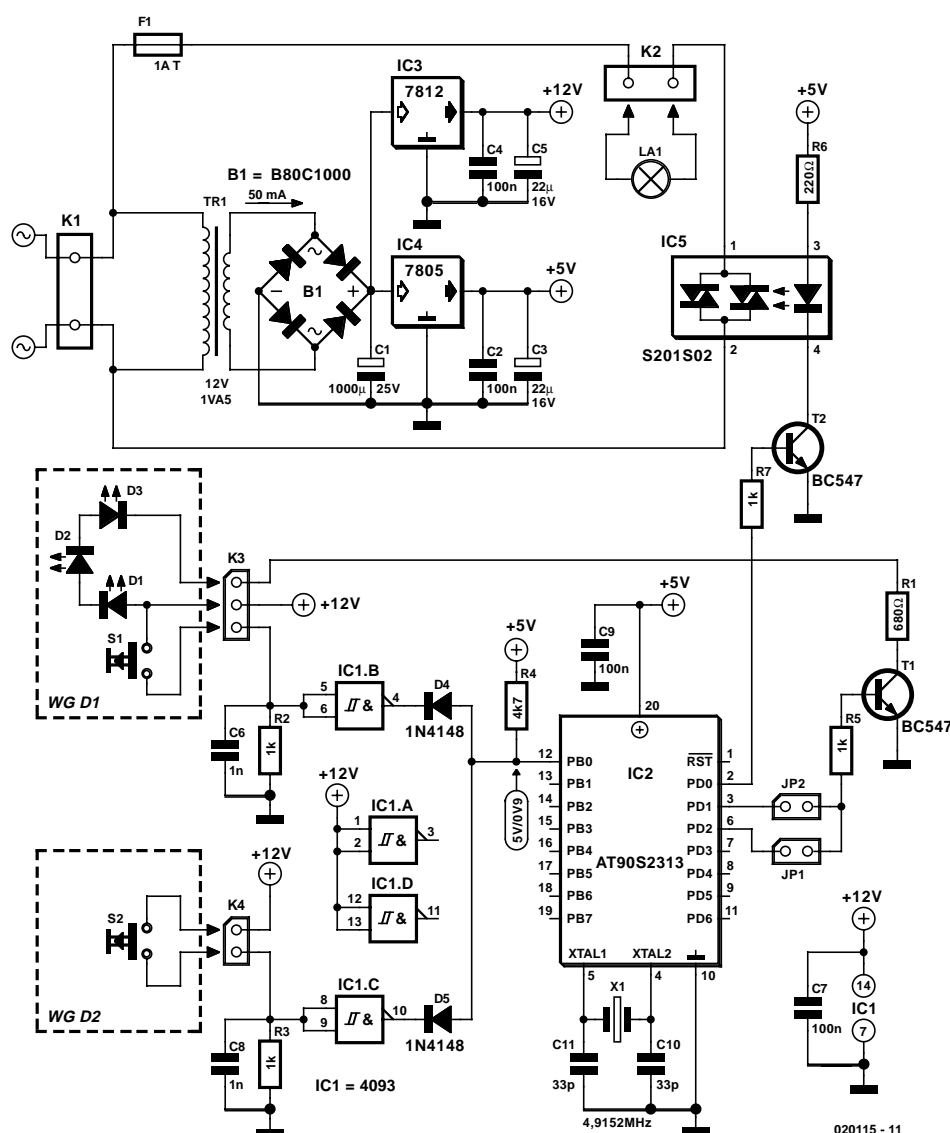 F1
1A T
K2
IC3
7812
+12V
+5V
C4
C5
100n
22µ
16V
LA1
R6
220Ω
B1 = B80C1000
50 mA
TR1
K1
IC4
7805
+5V
B1
IC5
1
3
S201S02
2
4
C1
1000µ
25V
C2
100n
C3
22µ
16V
12V
1VA5
T2
BC547
R7
1k
D3
D2
D1
K3
+12V
S1
WG D1
+5V
C9
100n
R1
680Ω
T1
BC547
IC1.B
5
6
&
4
D4
1N4148
+5V
R4
4k7
R5
1k
C6
1n
R2
1k
20
12
PB0
13
PB1
14
PB2
15
PB3
16
PB4
17
PB5
18
PB6
19
PB7
IC2
AT90S2313
RST
1
PD0
2
PD1
3
PD2
6
PD3
7
PD4
8
PD5
9
PD6
11
JP2
JP1
5V/0V9
+12V
IC1.A
1
2
&
3
IC1.D
12
13
&
11
+12V
K4
S2
WG D2
XTAL1
XTAL2
5
4
10
X1
IC1.C
8
9
&
10
D5
1N4148
C8
1n
R3
1k
IC1 = 4093
C11
33p
C10
33p
4,9152MHz
+12V
C7
100n
14
IC1
7
020115 - 11